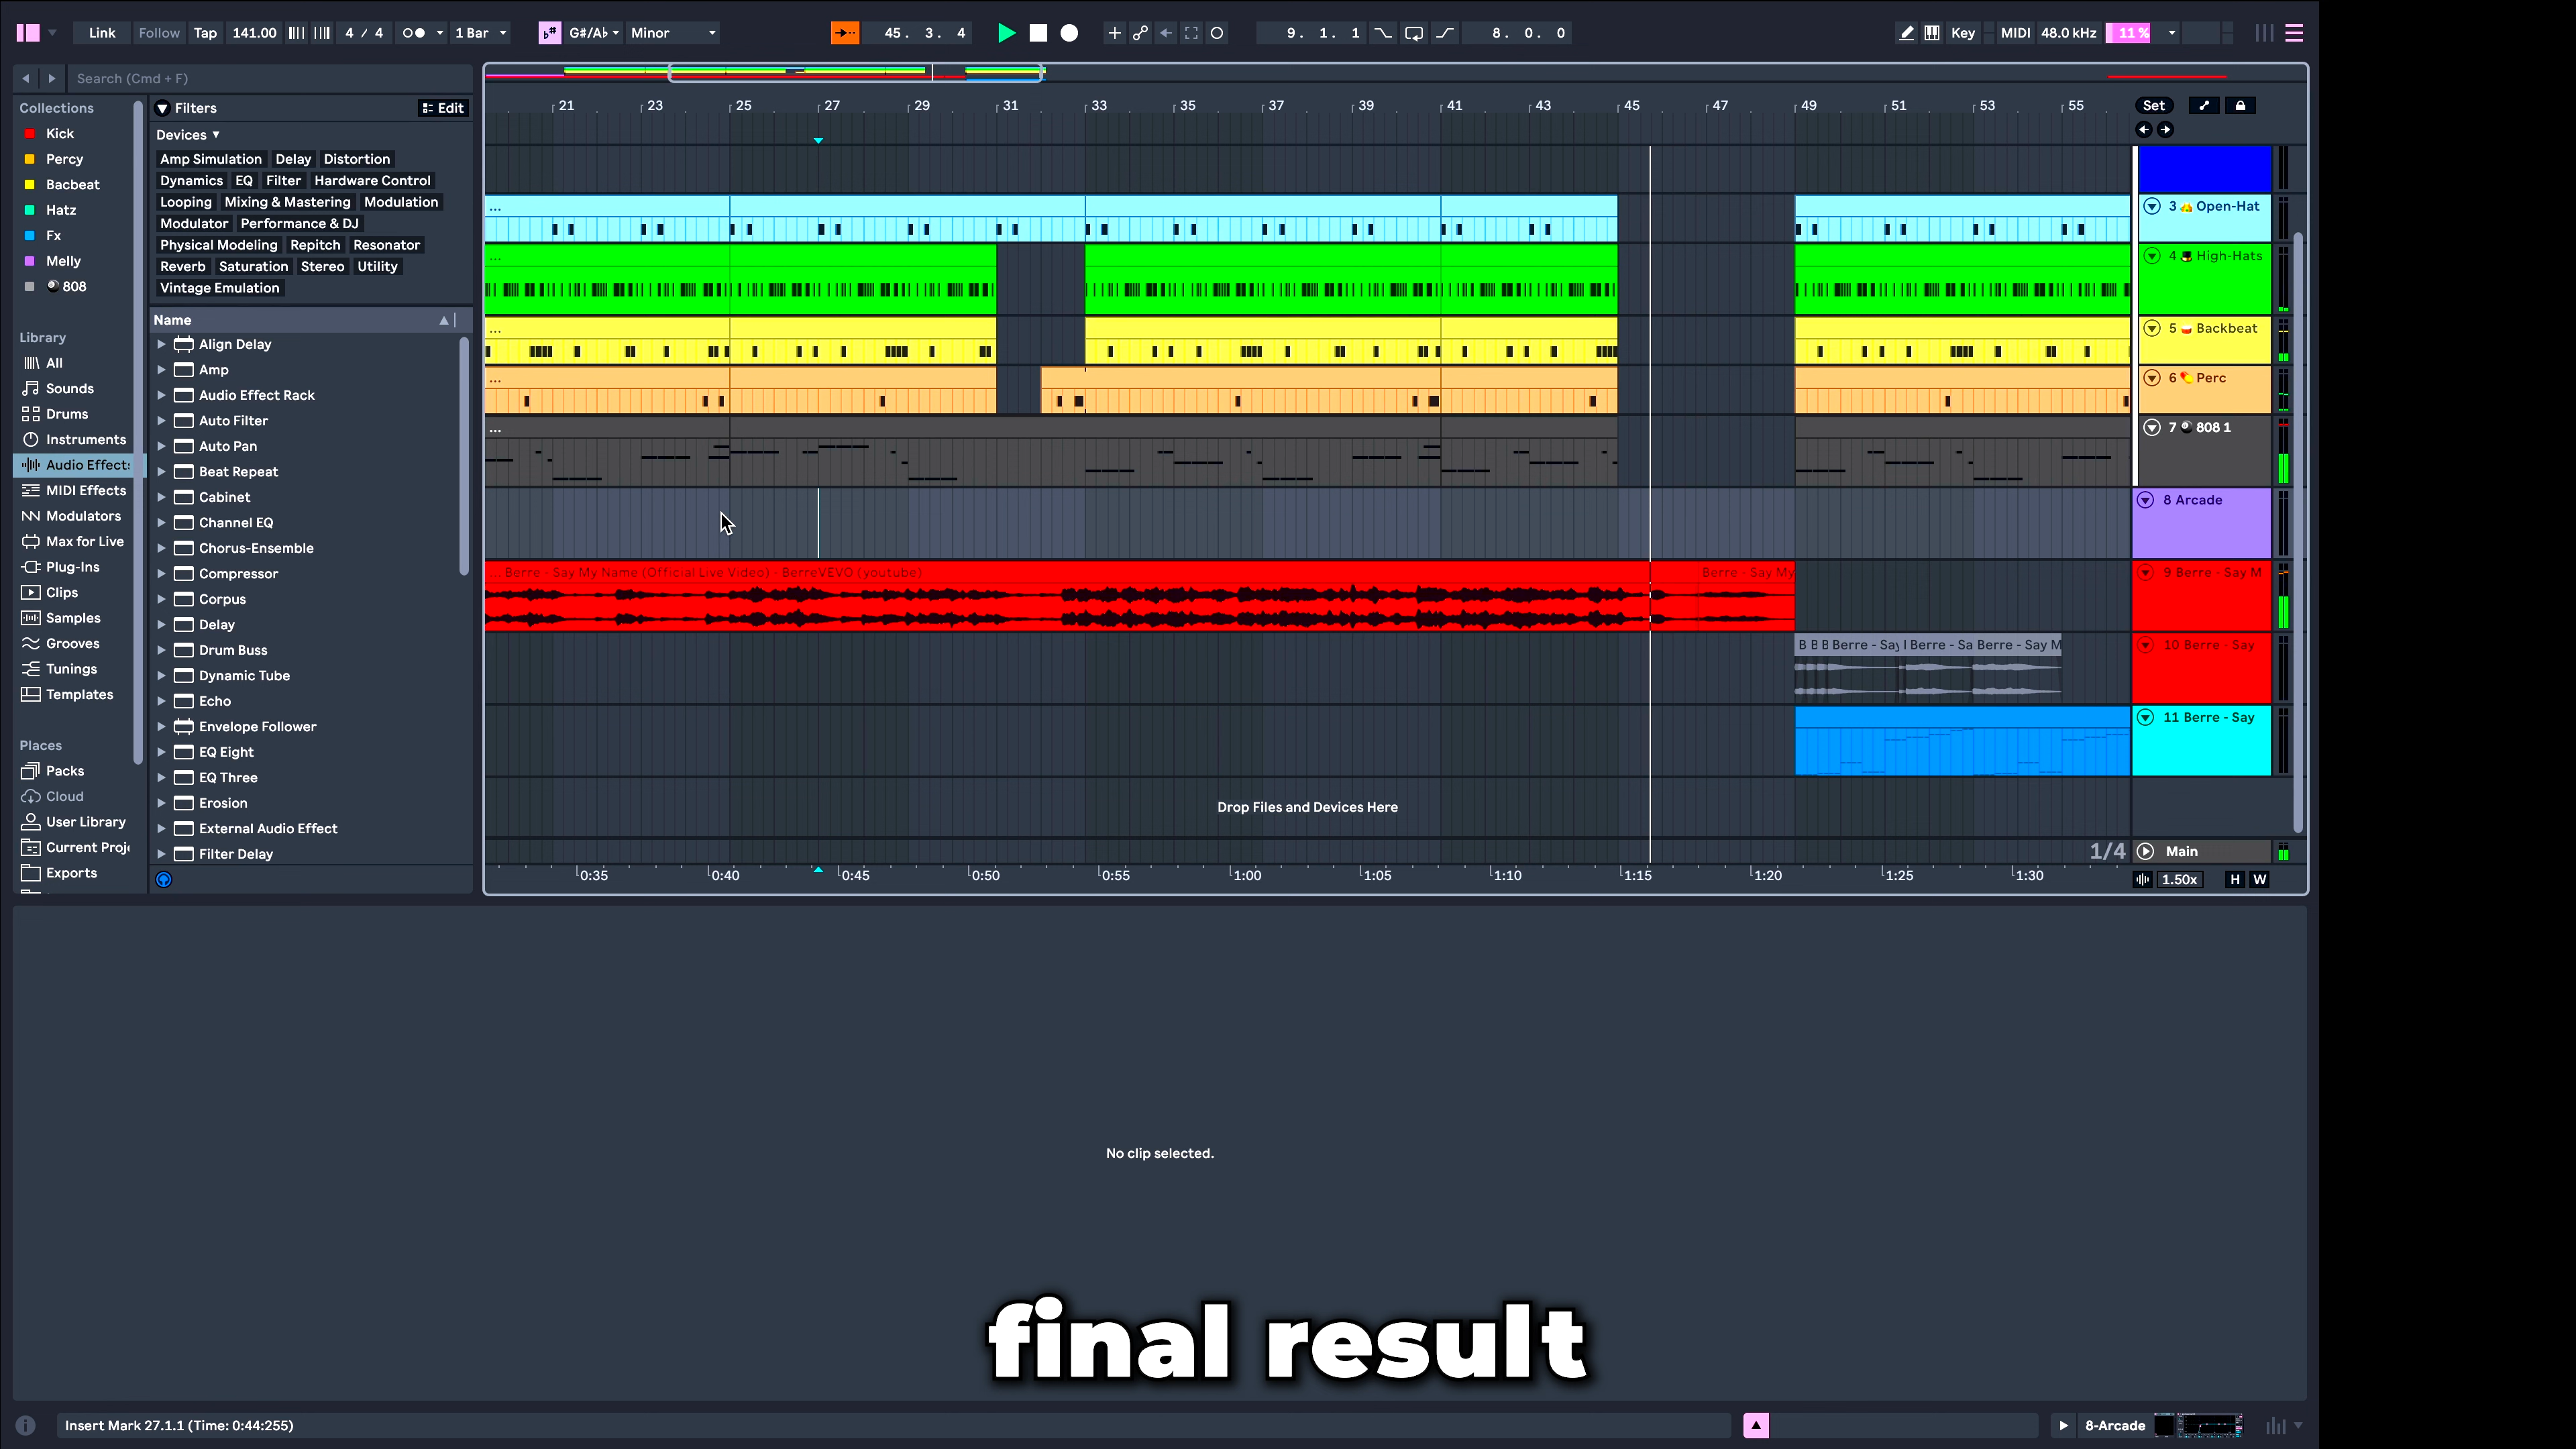 Link Follow Tap 141.00 4 / 4 1 Bar G#/Ab Minor 45. 3. 4 9. 1. 1 8. 0. 0 Key MIDI 48.0 kHz 11 %
Search (Cmd + F)
Collections
Kick
Percy
Bacbeat
Hatz
Fx
Melly
808
Library
All
Sounds
Drums
Instruments
Audio Effects
MIDI Effects
Modulators
Max for Live
Plug-Ins
Clips
Samples
Grooves
Tunings
Templates
Places
Packs
Cloud
User Library
Current Proj
Exports
Filters Edit
Devices
Amp Simulation Delay Distortion
Dynamics EQ Filter Hardware Control
Looping Mixing & Mastering Modulation
Modulator Performance & DJ
Physical Modeling Repitch Resonator
Reverb Saturation Stereo Utility
Vintage Emulation
Name
Align Delay
Amp
Audio Effect Rack
Auto Filter
Auto Pan
Beat Repeat
Cabinet
Channel EQ
Chorus-Ensemble
Compressor
Corpus
Delay
Drum Buss
Dynamic Tube
Echo
Envelope Follower
EQ Eight
EQ Three
Erosion
External Audio Effect
Filter Delay
21 23 25 27 29 31 33 35 37 39 41 43 45 47 49 51 53 55
Set
...
3 Open-Hat
...
4 High-Hats
...
5 Backbeat
...
6 Perc
...
7 808 1
8 Arcade
... Berre - Say My Name (Official Live Video) - BerreVEVO (youtube) Berre - Say My
9 Berre - Say M
B B B Berre - Say I Berre - Sa Berre - Say M
10 Berre - Say
11 Berre - Say
Drop Files and Devices Here
1/4 Main
0:35 0:40 0:45 0:50 0:55 1:00 1:05 1:10 1:15 1:20 1:25 1:30
1.50x H W
No clip selected.
final result
Insert Mark 27.1.1 (Time: 0:44:255)
8-Arcade